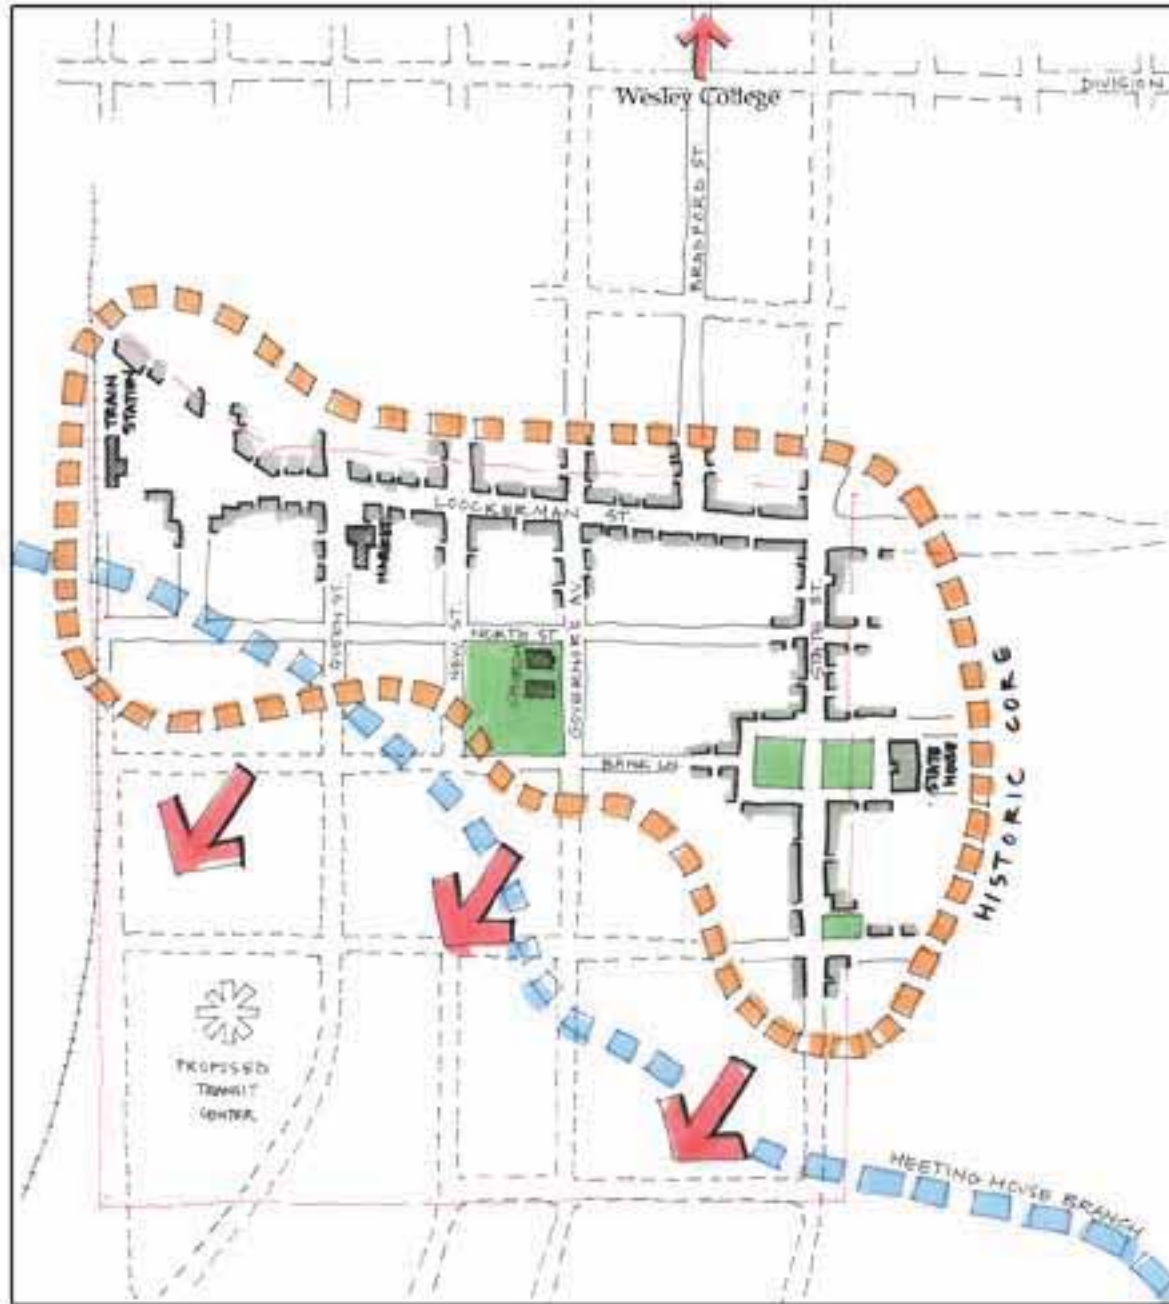 DIVISION
Wesley College
BRADFORD ST.
TRAIN
STATION
LOOCKERMAN ST.
QUEEN ST.
NEW ST.
NORTH ST.
CHURCH
GOVERNORS AV.
STATE ST
BANK LN
STATE
HOUSE
HISTORIC CORE
PROPOSED
TRANSIT
CENTER
MEETING HOUSE BRANCH